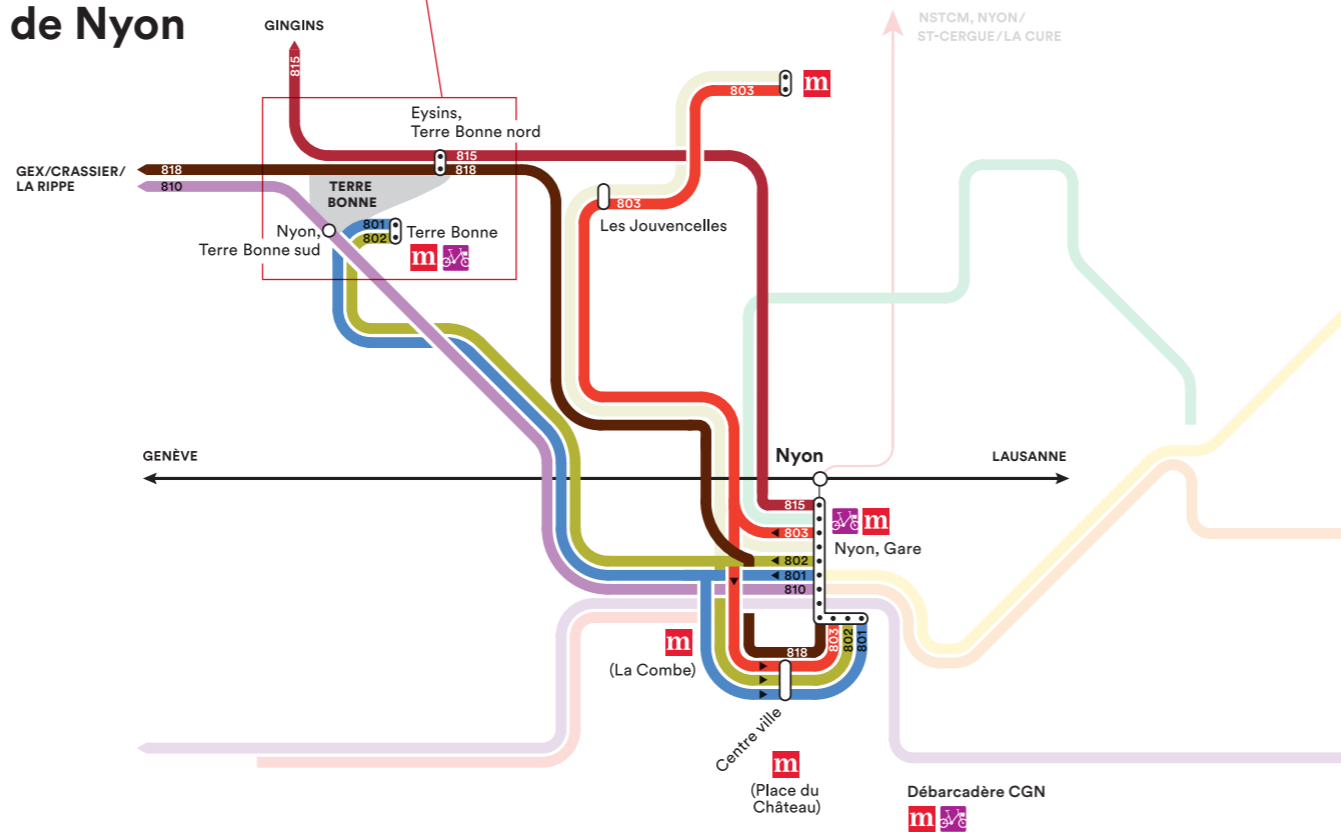 de Nyon
GINGINS
NSTCM, NYON/
ST-CERGUE/LA CURE
815
803
m
Eysins,
Terre Bonne nord
815
GEX/CRASSIER/
LA RIPPE
818
818
810
TERRE
BONNE
803
Les Jouvencelles
801
802
Terre Bonne
Nyon,
Terre Bonne sud
m
GENÈVE
Nyon
LAUSANNE
815
803
m
Nyon, Gare
802
801
810
m
(La Combe)
818
803
802
801
Centre ville
m
(Place du
Château)
Débarcadère CGN
m